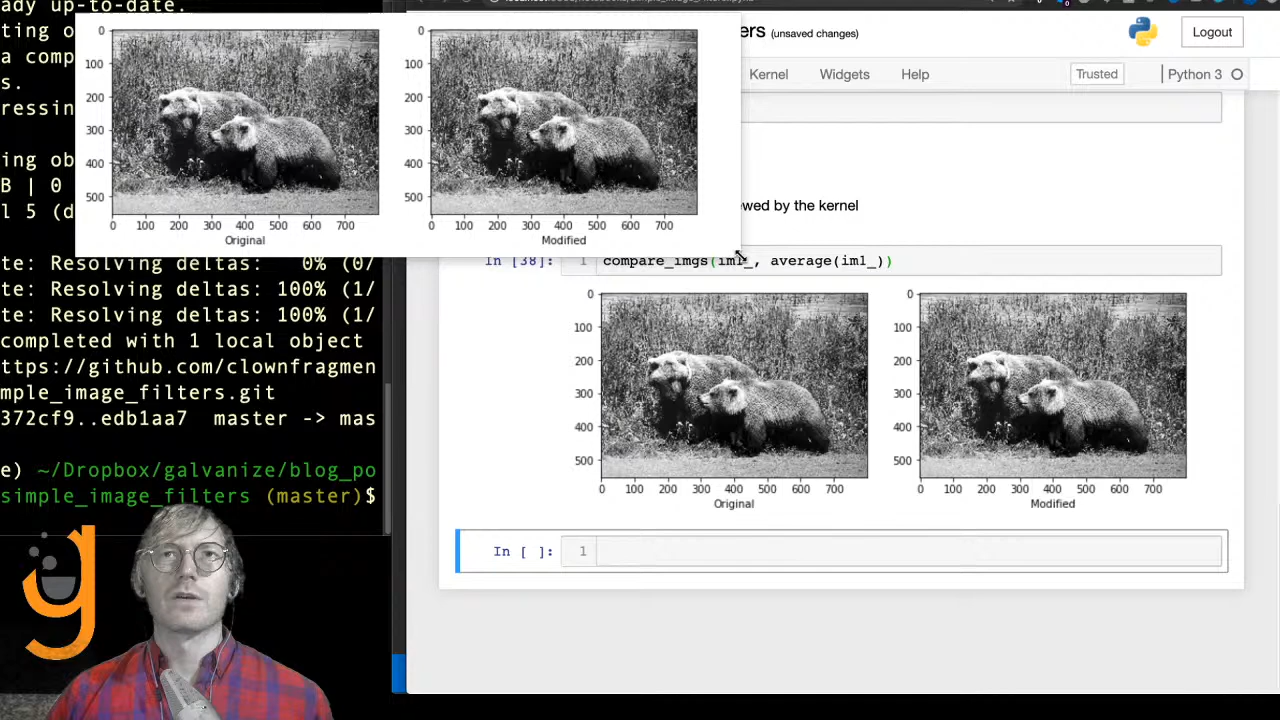 ady up-to-date.
ting o
a comp
s.
ressin
ing ob
B | 0
l 5 (d
te: Resolving deltas: 0% (0/
te: Resolving deltas: 100% (1/
te: Resolving deltas: 100% (1/
completed with 1 local object
ttps://github.com/clownfragmen
mple_image_filters.git
372cf9..edb1aa7 master -> mas
e) ~/Dropbox/galvanize/blog_po
simple_image_filters (master)$
0
100
200
300
400
500
0 100 200 300 400 500 600 700
Original
0
100
200
300
400
500
0 100 200 300 400 500 600 700
Modified
ers (unsaved changes)
Logout
Kernel Widgets Help
Trusted | Python 3
ewed by the kernel
In [38]: 1 compare_imgs(im1_, average(im1_))
0
100
200
300
400
500
0 100 200 300 400 500 600 700
Original
0
100
200
300
400
500
0 100 200 300 400 500 600 700
Modified
In [ ]: 1
g